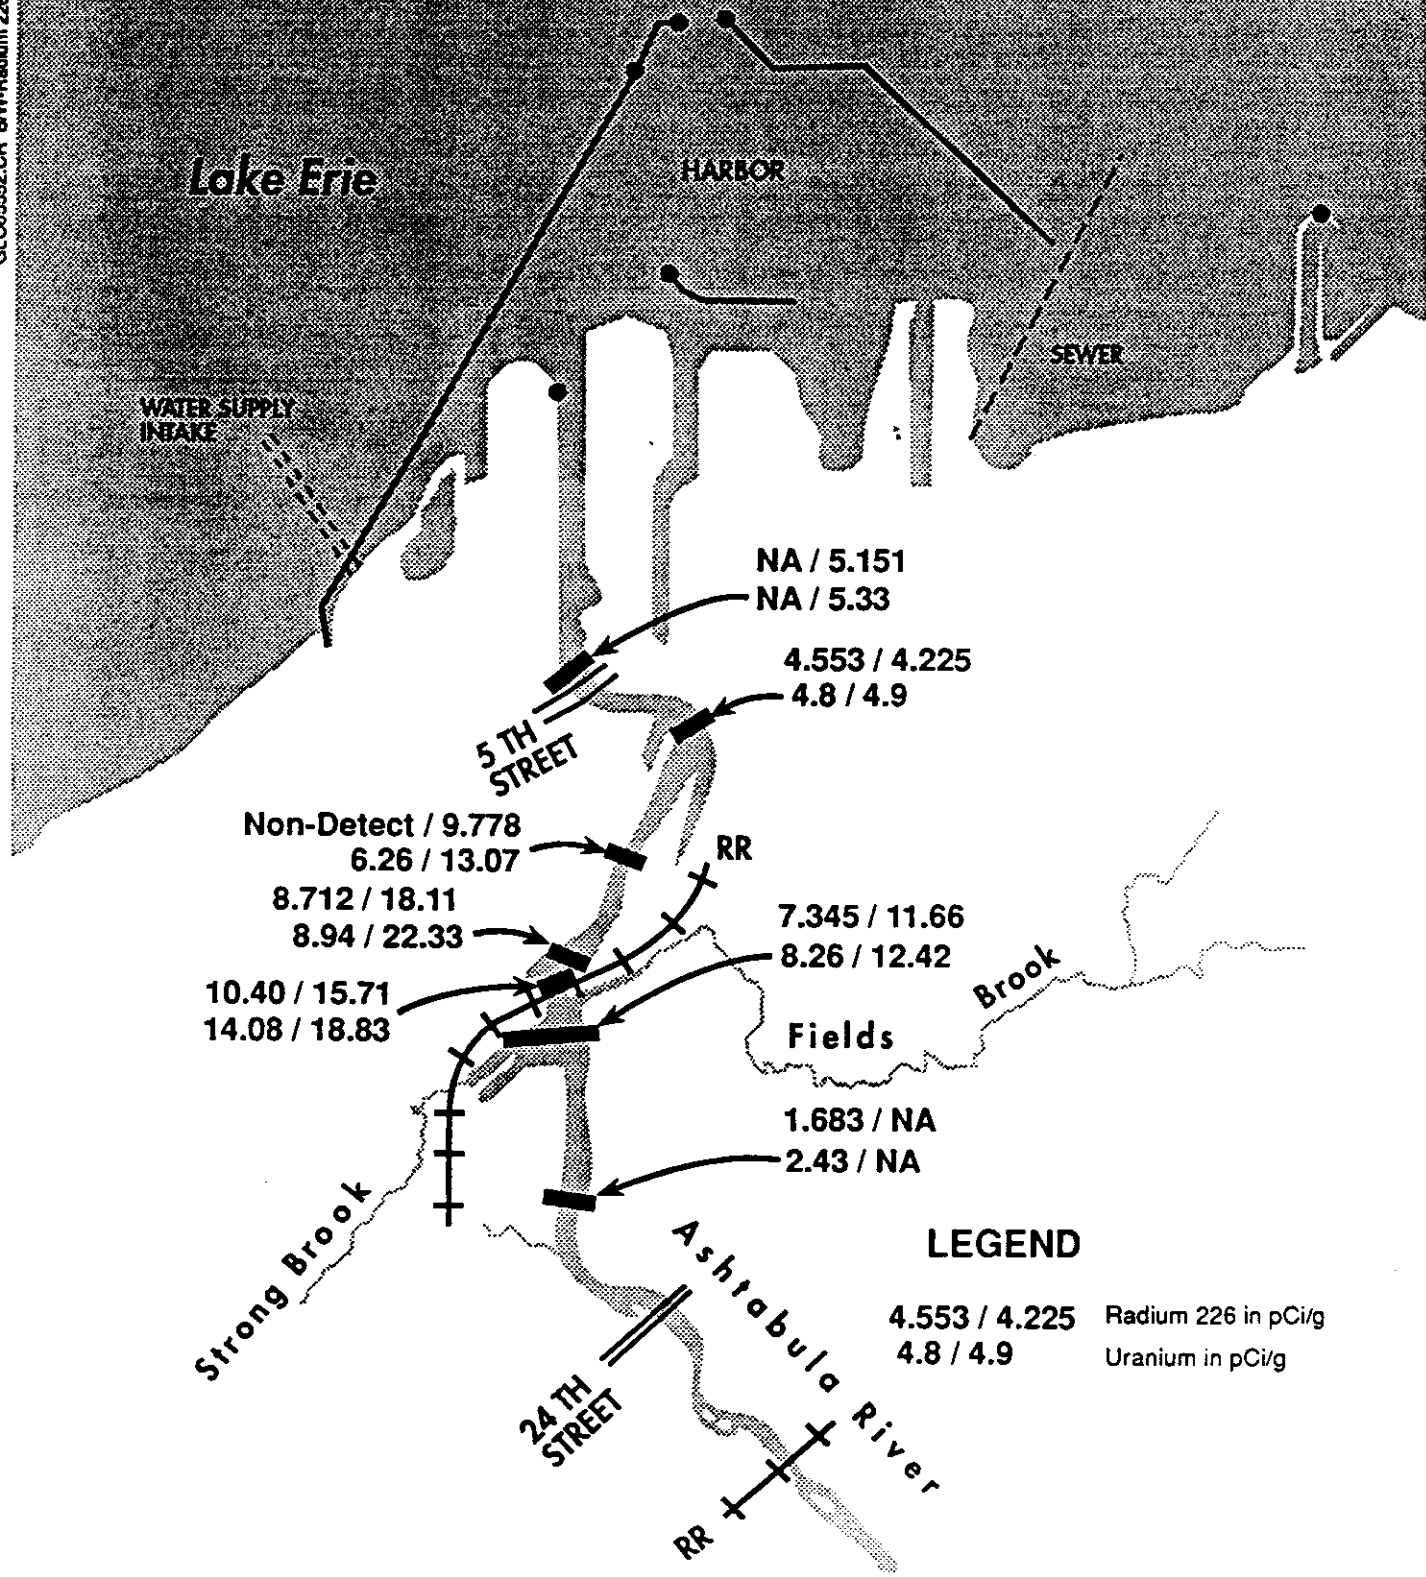 Lake Erie
HARBOR
SEWER
WATER SUPPLY
INTAKE
NA / 5.151
NA / 5.33
4.553 / 4.225
4.8 / 4.9
5 TH
STREET
Non-Detect / 9.778
6.26 / 13.07
RR
8.712 / 18.11
8.94 / 22.33
7.345 / 11.66
8.26 / 12.42
10.40 / 15.71
14.08 / 18.83
Fields Brook
1.683 / NA
2.43 / NA
Strong Brook
Ashtabula River
LEGEND
4.553 / 4.225 Radium 226 in pCi/g
4.8 / 4.9 Uranium in pCi/g
24 TH
STREET
RR